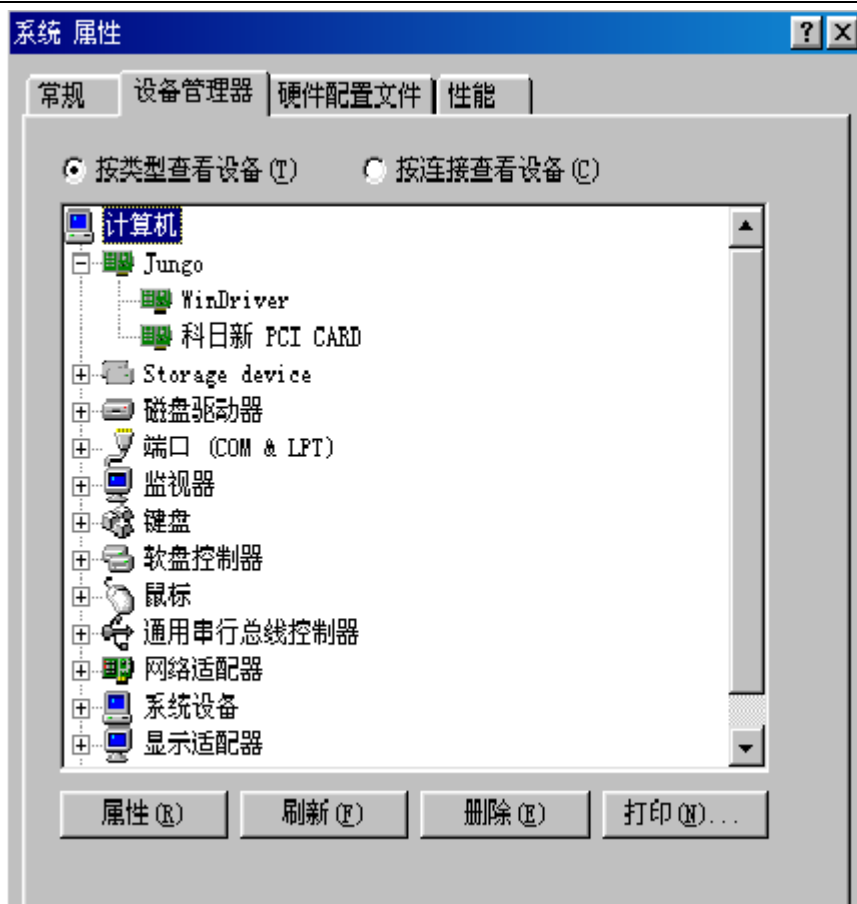 系统 属性
常规 设备管理器 硬件配置文件 性能
按类型查看设备(T) 按连接查看设备(C)
计算机
Jungo
WinDriver
科日新 PCI CARD
Storage device
磁盘驱动器
端口 (COM & LPT)
监视器
键盘
软盘控制器
鼠标
通用串行总线控制器
网络适配器
系统设备
显示适配器
属性(R) 刷新(F) 删除(E) 打印(N)...